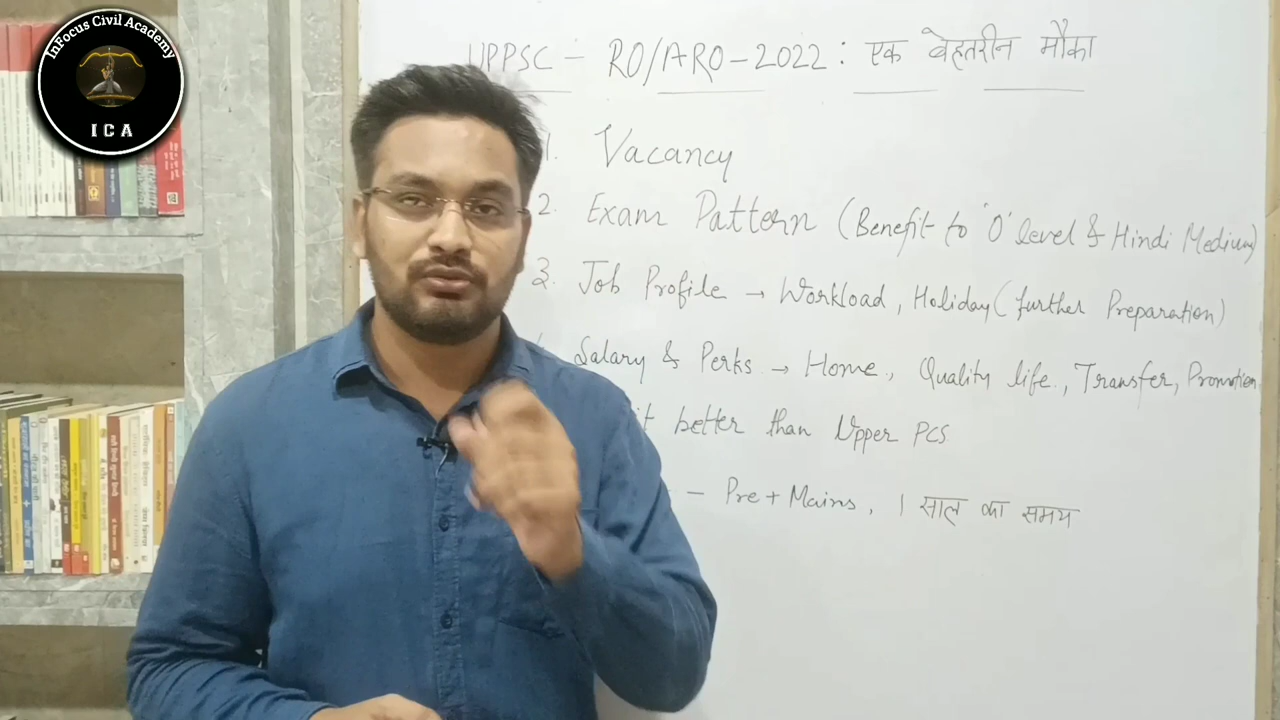 InFocus Civil Academy
ICA
UPPSC - RO/ARO-2022: एक बेहतरीन मौका
1. Vacancy
2. Exam Pattern (Benefit to 'O' level & Hindi Medium)
3. Job Profile → Workload, Holiday (further Preparation)
Salary & Perks → Home, Quality life, Transfer, Promotion
it better than Upper PCS
- Pre + Mains, 1 साल का समय